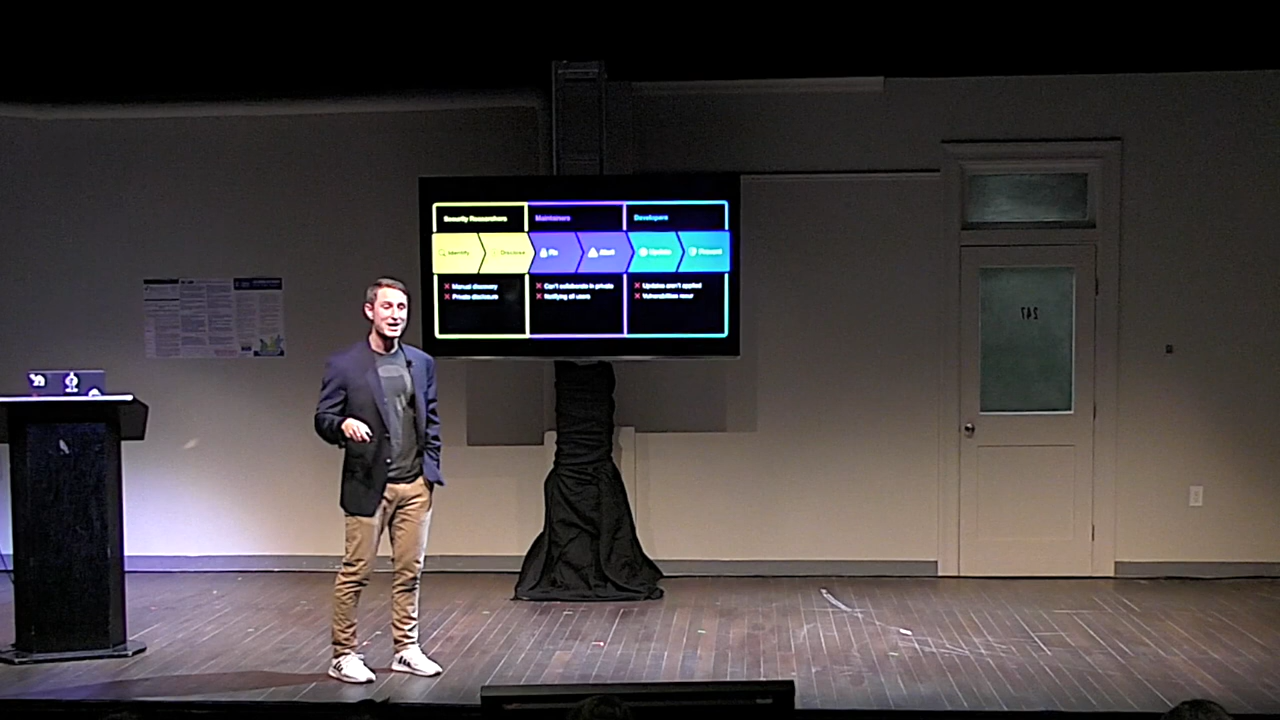 Security Researchers
Maintainers
Developers
Identify
Disclose
Fix
Alert
Update
Prevent
Manual discovery
Private disclosure
Can't collaborate in private
Notifying all users
Updates aren't applied
Vulnerabilities recur
247